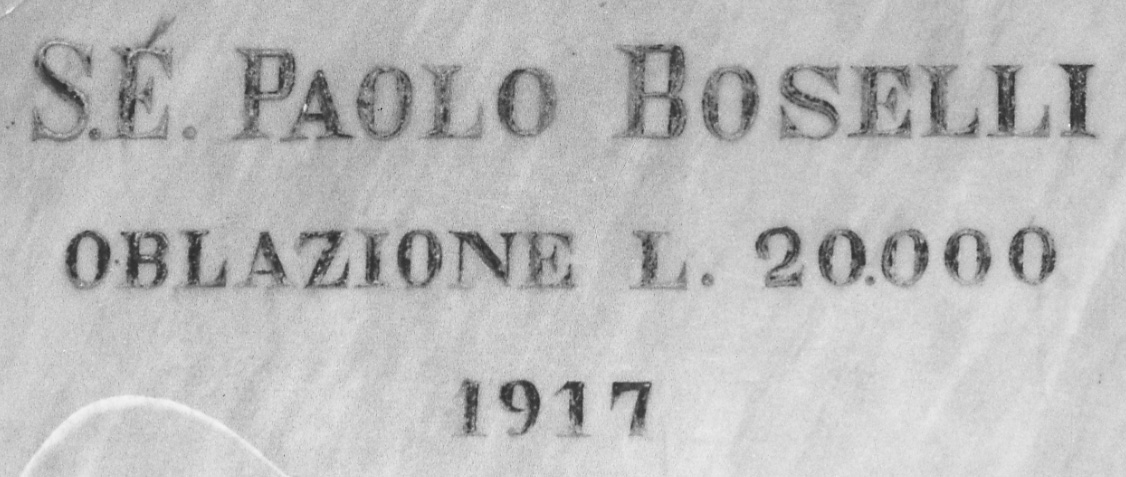 S.É. PAOLO BOSELLI
OBLAZIONE L. 20.000
1917